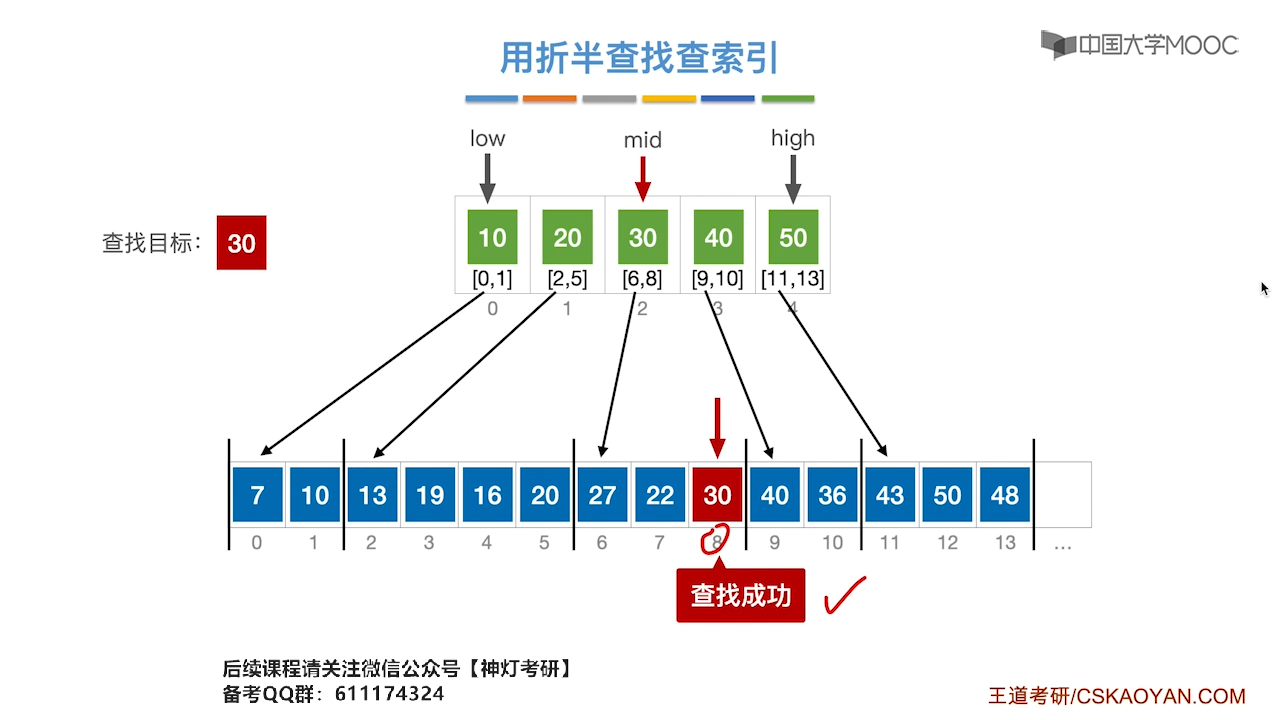 用折半查找查索引
中国大学MOOC
low mid high
查找目标: 30
10 20 30 40 50
[0,1] [2,5] [6,8] [9,10] [11,13]
0 1 2 3 4
7 10 13 19 16 20 27 22 30 40 36 43 50 48
0 1 2 3 4 5 6 7 8 9 10 11 12 13 ...
查找成功
后续课程请关注微信公众号【神灯考研】
备考QQ群：611174324
王道考研/CSKAOYAN.COM